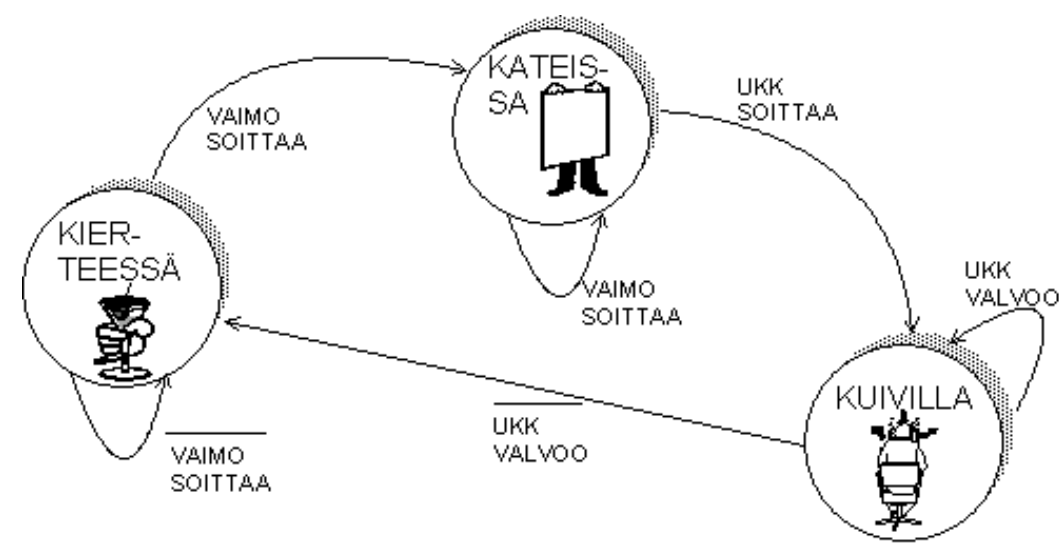 KATEIS-
SA
UKK
SOITTAA
VAIMO
SOITTAA
KIER-
TEESSÄ
VAIMO
SOITTAA
UKK
VALVOO
KUIVILLA
UKK
VALVOO
VAIMO
SOITTAA